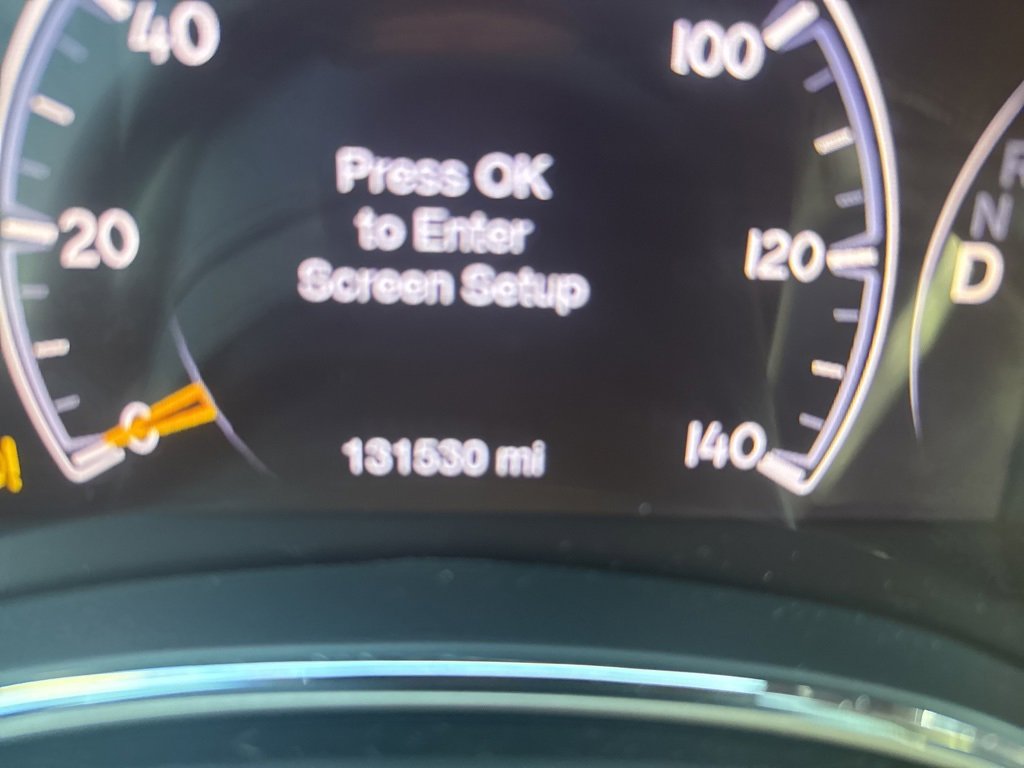 40
100
Press OK
to Enter
Screen Setup
20
120
0
131530 mi
140
R
N
D